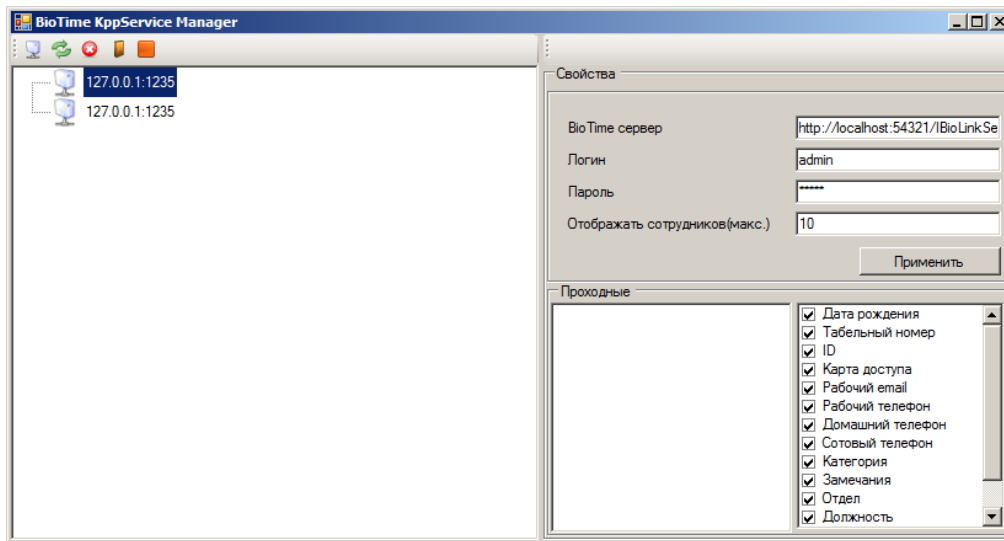 BioTime KppService Manager
127.0.0.1:1235
127.0.0.1:1235
Свойства
BioTime сервер
http://localhost:54321/IBioLinkSe
Логин
admin
Пароль
*****
Отображать сотрудников(макс.)
10
Применить
Проходные
Дата рождения
Табельный номер
ID
Карта доступа
Рабочий email
Рабочий телефон
Домашний телефон
Сотовый телефон
Категория
Замечания
Отдел
Должность